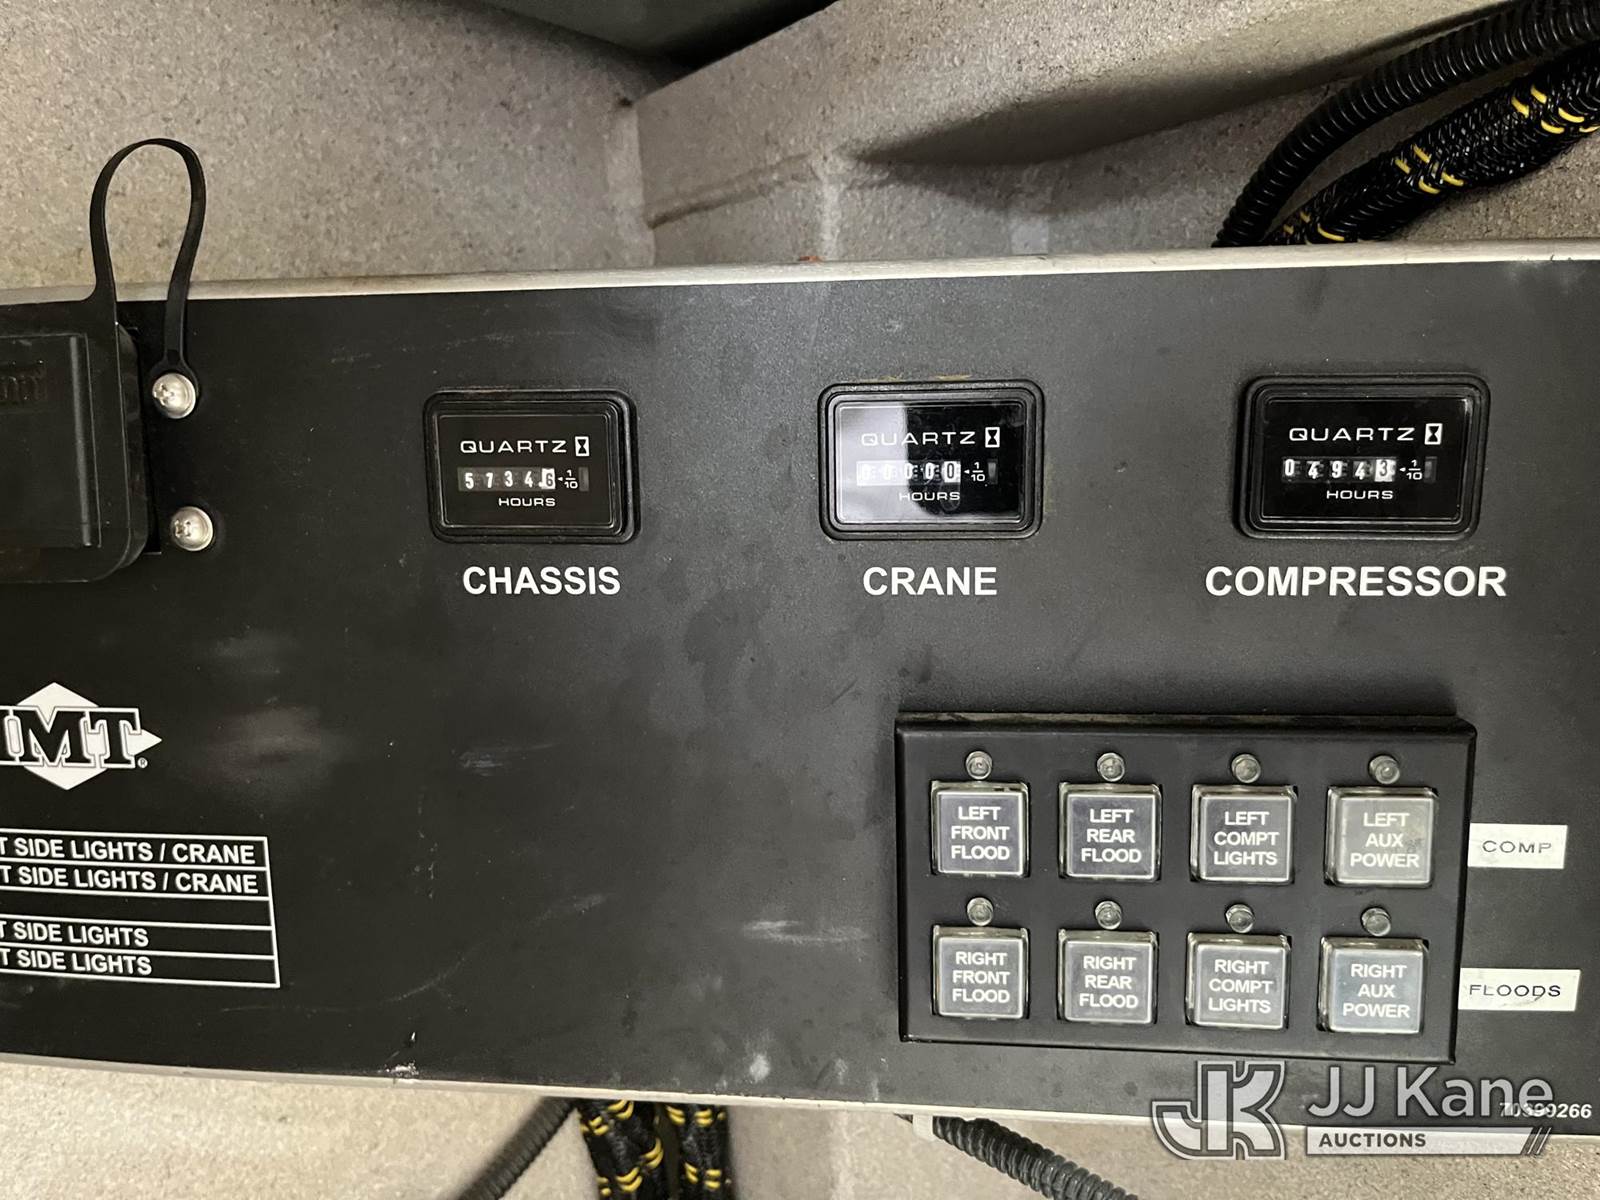 QUARTZ
5734.6 1/10
HOURS
CHASSIS
QUARTZ
00000 1/10
HOURS
CRANE
QUARTZ
04943 1/10
HOURS
COMPRESSOR
IMT®
T SIDE LIGHTS / CRANE
T SIDE LIGHTS / CRANE
T SIDE LIGHTS
T SIDE LIGHTS
LEFT
FRONT
FLOOD
LEFT
REAR
FLOOD
LEFT
COMPT
LIGHTS
LEFT
AUX
POWER
COMP
RIGHT
FRONT
FLOOD
RIGHT
REAR
FLOOD
RIGHT
COMPT
LIGHTS
RIGHT
AUX
POWER
FLOODS
JK JJ Kane
AUCTIONS